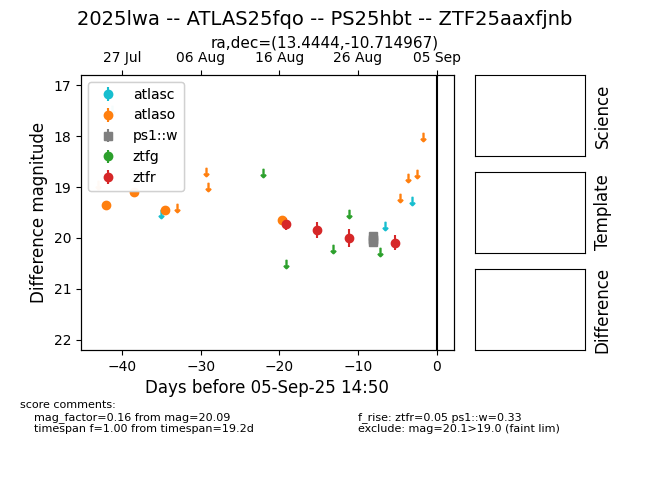 2025lwa -- ATLAS25fqo -- PS25hbt -- ZTF25aaxfjnb
ra,dec=(13.4444,-10.714967)
27 Jul 06 Aug 16 Aug 26 Aug 05 Sep
atlasc
atlaso
ps1::w
ztfg
ztfr
17
18
19
20
21
22
Difference magnitude
−40 −30 −20 −10 0
Days before 05-Sep-25 14:50
Science
Template
Difference
score comments:
mag_factor=0.16 from mag=20.09
timespan f=1.00 from timespan=19.2d
f_rise: ztfr=0.05 ps1::w=0.33
exclude: mag=20.1>19.0 (faint lim)